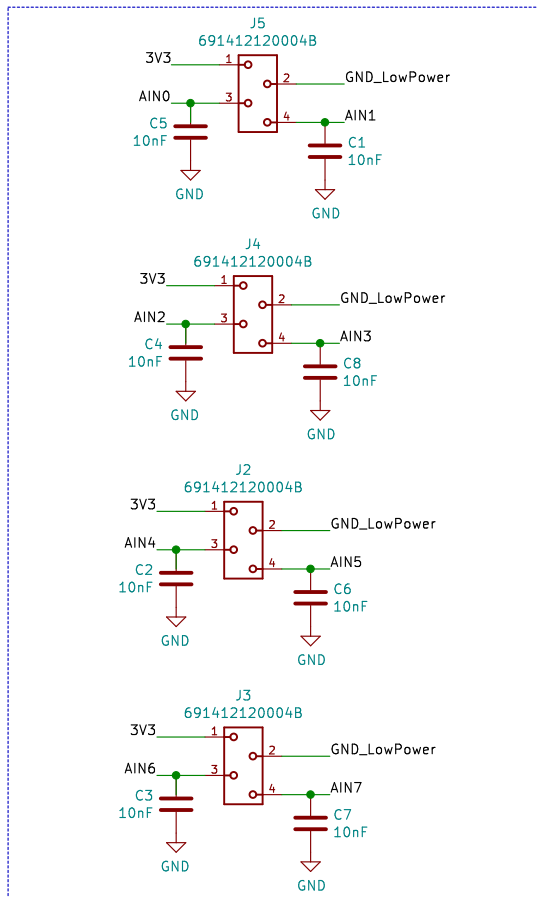 J5
691412120004B
3V3
1
2
GND_LowPower
AIN0
3
4
AIN1
C5
10nF
C1
10nF
GND
GND
J4
691412120004B
3V3
1
2
GND_LowPower
AIN2
3
4
AIN3
C4
10nF
C8
10nF
GND
GND
J2
691412120004B
3V3
1
2
GND_LowPower
AIN4
3
4
AIN5
C2
10nF
C6
10nF
GND
GND
J3
691412120004B
3V3
1
2
GND_LowPower
AIN6
3
4
AIN7
C3
10nF
C7
10nF
GND
GND